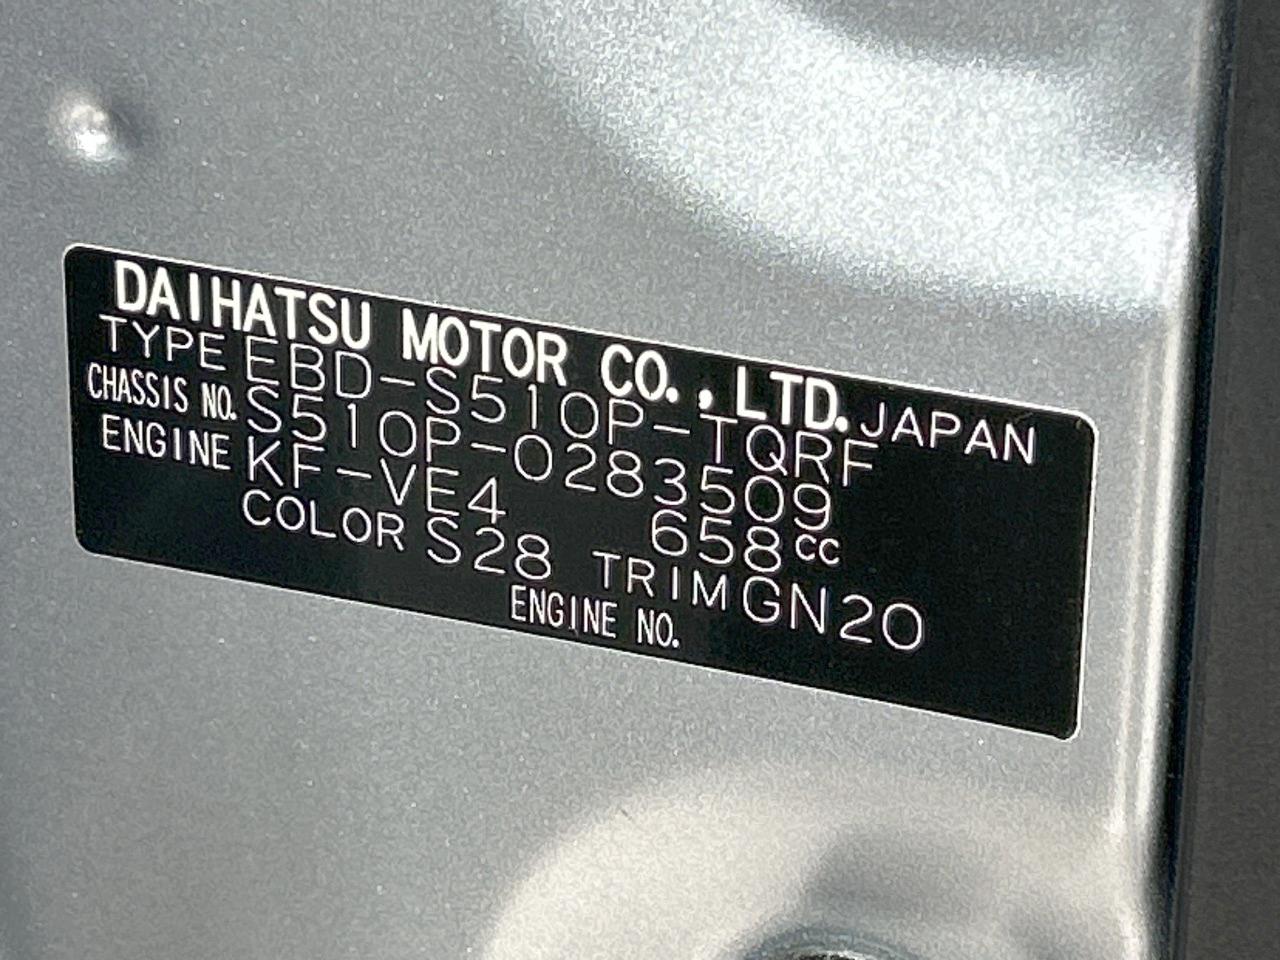 DAIHATSU MOTOR CO.,LTD. JAPAN
TYPE EBD-S510P-TQRF
CHASSIS NO. S510P-0283509
ENGINE KF-VE4 658cc
COLOR S28 TRIM GN20
ENGINE NO.